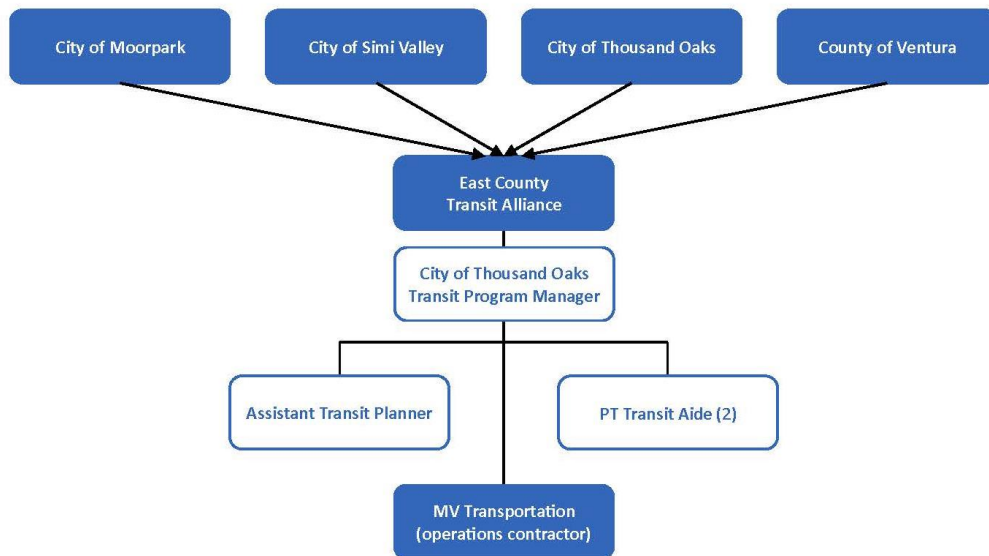 City of Moorpark
City of Simi Valley
City of Thousand Oaks
County of Ventura
East County
Transit Alliance
City of Thousand Oaks
Transit Program Manager
Assistant Transit Planner
PT Transit Aide (2)
MV Transportation
(operations contractor)